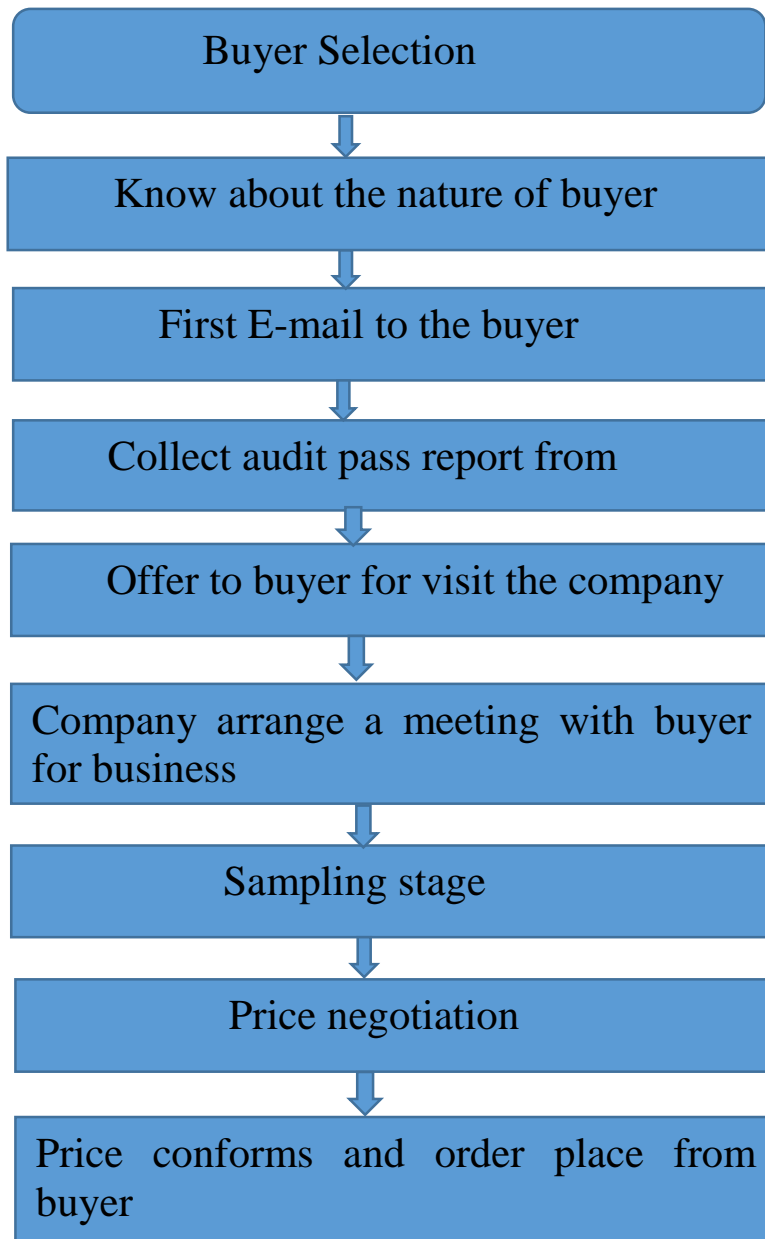 Buyer Selection
Know about the nature of buyer
First E-mail to the buyer
Collect audit pass report from
Offer to buyer for visit the company
Company arrange a meeting with buyer
for business
Sampling stage
Price negotiation
Price conforms and order place from
buyer